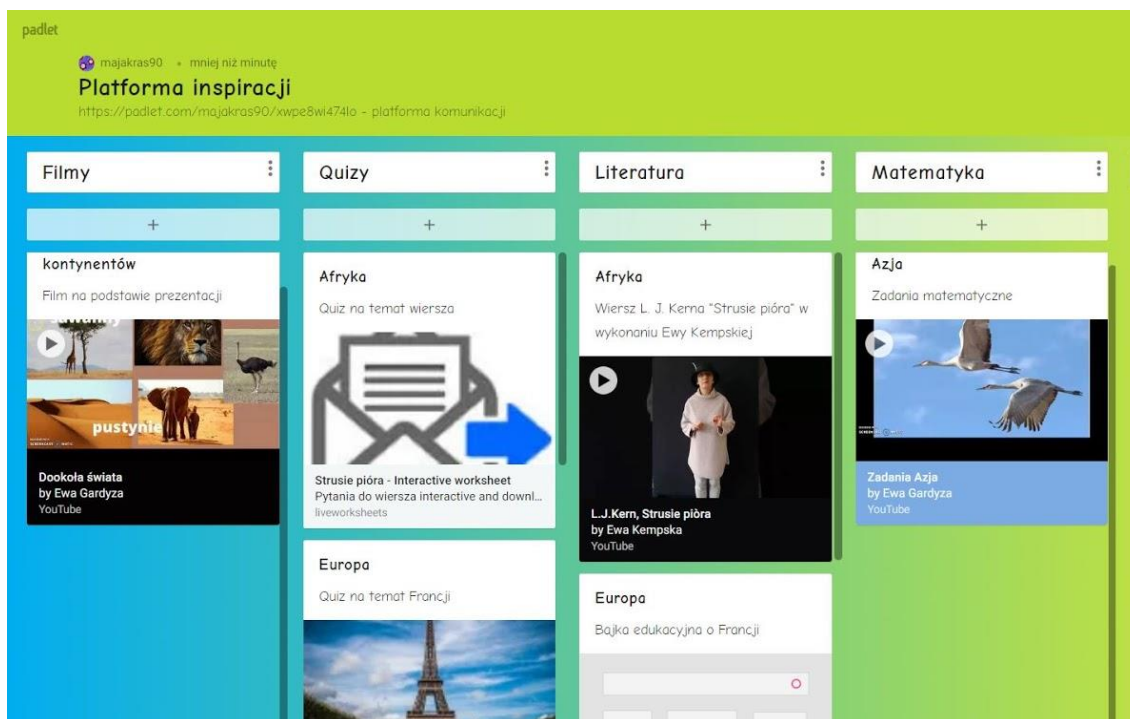 padlet
majakras90 • mniej niż minutę
Platforma inspiracji
https://padlet.com/majakras90/xwpe8wi474lo - platforma komunikacji
Filmy
+
kontynentów
Film na podstawie prezentacji
sawanny
pustynie
Dookoła świata
by Ewa Gardyza
YouTube
Quizy
+
Afryka
Quiz na temat wiersza
Strusie pióra - Interactive worksheet
Pytania do wiersza interactive and downl...
liveworksheets
Europa
Quiz na temat Francji
Literatura
+
Afryka
Wiersz L. J. Kerna "Strusie pióra" w
wykonaniu Ewy Kempskiej
L.J.Kern, Strusie pióra
by Ewa Kempska
YouTube
Europa
Bajka edukacyjna o Francji
Matematyka
+
Azja
Zadania matematyczne
Zadania Azja
by Ewa Gardyza
YouTube